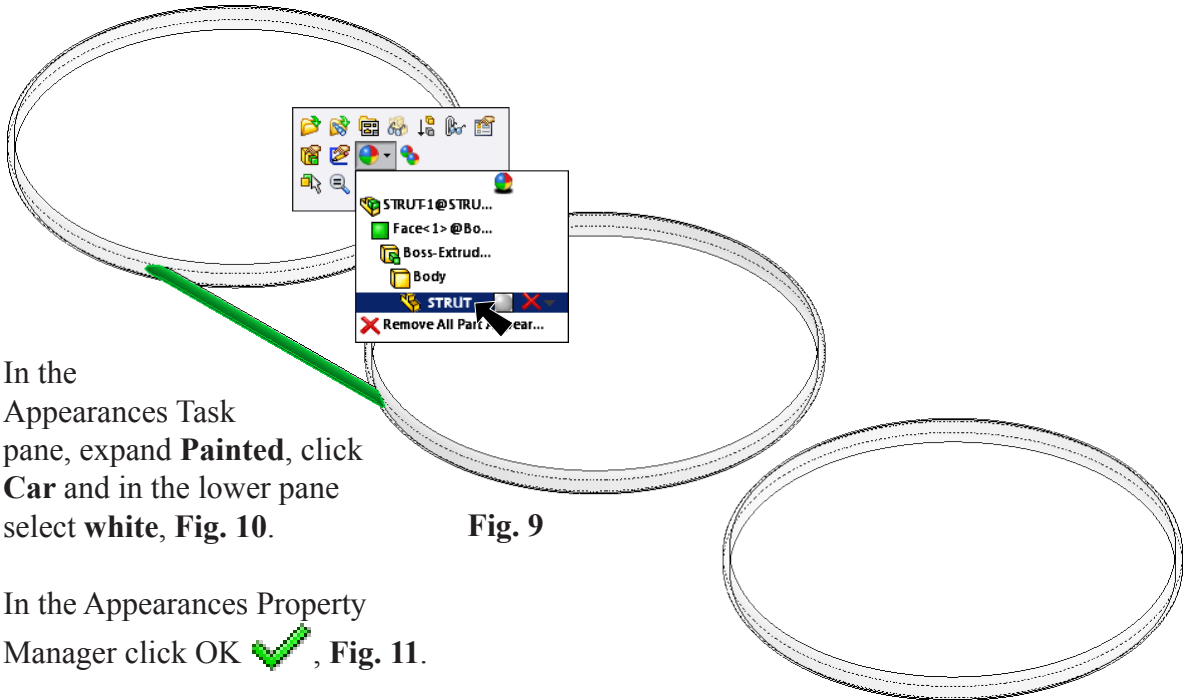 STRUT-1@STRU...
Face<1>@Bo...
Boss-Extrud...
Body
STRUT
Remove All Part
ear...
In the
Appearances Task
pane, expand Painted, click
Car and in the lower pane
select white, Fig. 10.
Fig. 9
In the Appearances Property
Manager click OK , Fig. 11.